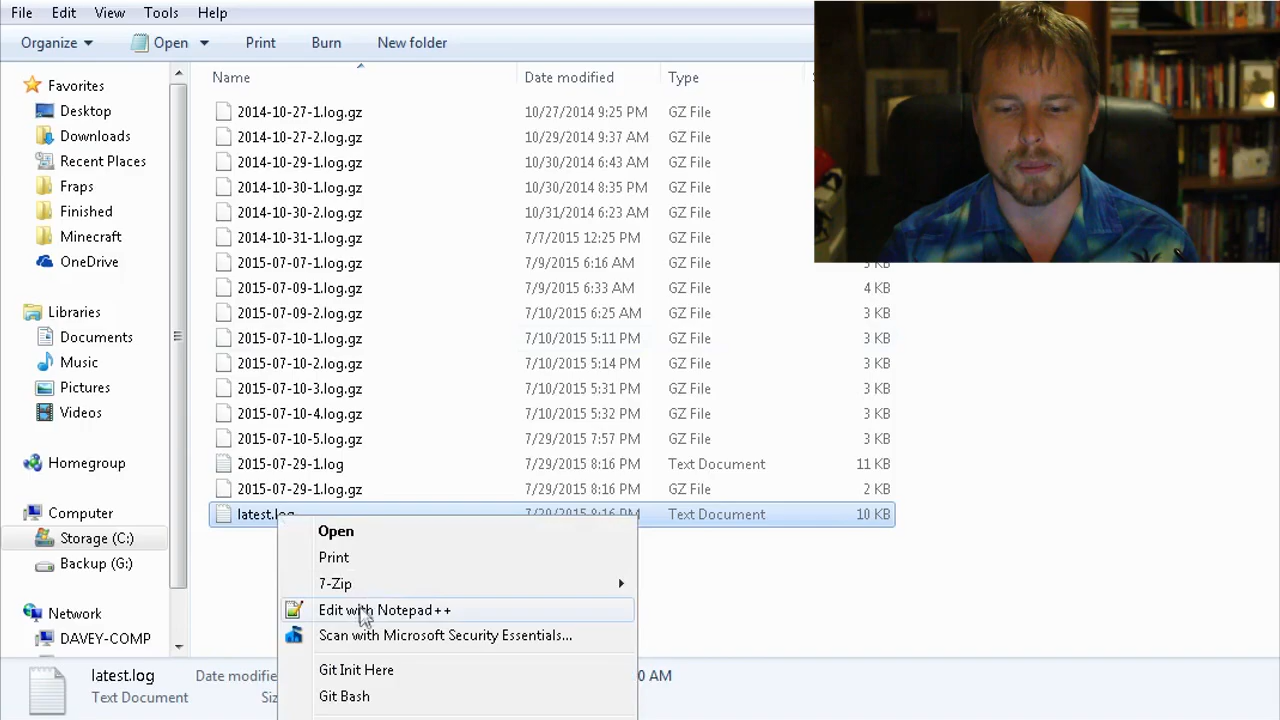 File Edit View Tools Help
Organize Open Print Burn New folder
Name Date modified Type
Favorites
Desktop
Downloads
Recent Places
Fraps
Finished
Minecraft
OneDrive
Libraries
Documents
Music
Pictures
Videos
Homegroup
Computer
Storage (C:)
Backup (G:)
Network
DAVEY-COMP
2014-10-27-1.log.gz 10/27/2014 9:25 PM GZ File
2014-10-27-2.log.gz 10/29/2014 9:37 AM GZ File
2014-10-29-1.log.gz 10/30/2014 6:43 AM GZ File
2014-10-30-1.log.gz 10/30/2014 8:35 PM GZ File
2014-10-30-2.log.gz 10/31/2014 6:23 AM GZ File
2014-10-31-1.log.gz 7/7/2015 12:25 PM GZ File
2015-07-07-1.log.gz 7/9/2015 6:16 AM GZ File 3 KB
2015-07-09-1.log.gz 7/9/2015 6:33 AM GZ File 4 KB
2015-07-09-2.log.gz 7/10/2015 6:25 AM GZ File 3 KB
2015-07-10-1.log.gz 7/10/2015 5:11 PM GZ File 3 KB
2015-07-10-2.log.gz 7/10/2015 5:14 PM GZ File 3 KB
2015-07-10-3.log.gz 7/10/2015 5:31 PM GZ File 3 KB
2015-07-10-4.log.gz 7/10/2015 5:32 PM GZ File 3 KB
2015-07-10-5.log.gz 7/29/2015 7:57 PM GZ File 3 KB
2015-07-29-1.log 7/29/2015 8:16 PM Text Document 11 KB
2015-07-29-1.log.gz 7/29/2015 8:16 PM GZ File 2 KB
latest.log 7/29/2015 8:16 PM Text Document 10 KB
Open
Print
7-Zip
Edit with Notepad++
Scan with Microsoft Security Essentials...
Git Init Here
Git Bash
latest.log Date modifie 0 AM
Text Document Siz